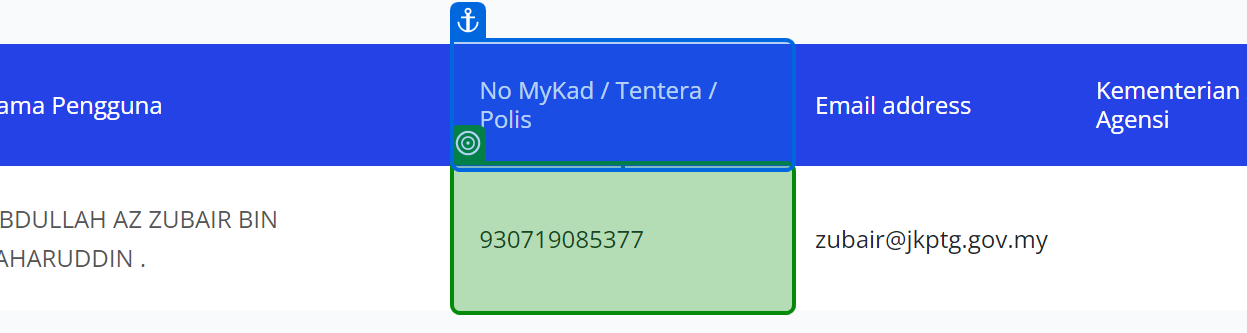 ama Pengguna
No MyKad / Tentera /
Polis
Email address
Kementerian
Agensi
BDULLAH AZ ZUBAIR BIN
AHARUDDIN .
930719085377
zubair@jkptg.gov.my